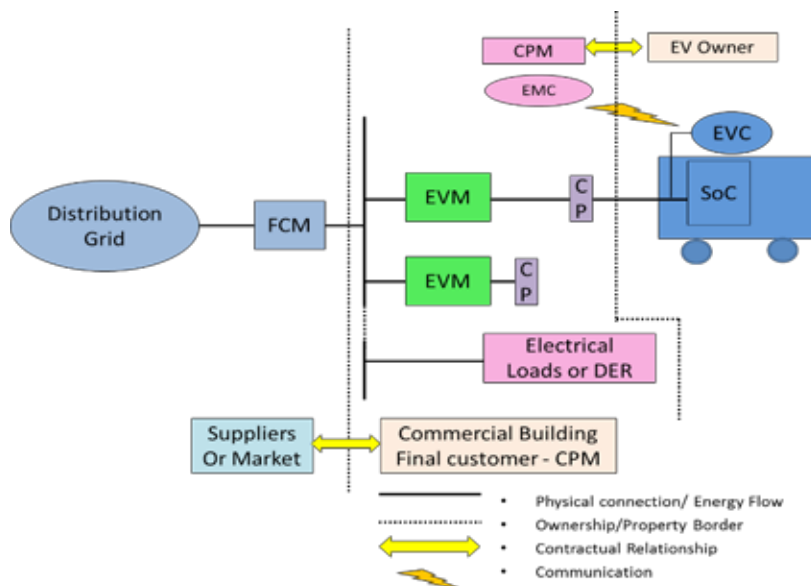 CPM
EV Owner
EMC
EVC
SoC
Distribution
Grid
FCM
EVM
C
P
EVM
C
P
Electrical
Loads or DER
Suppliers
Or Market
Commercial Building
Final customer - CPM
• Physical connection/ Energy Flow
• Ownership/Property Border
• Contractual Relationship
• Communication